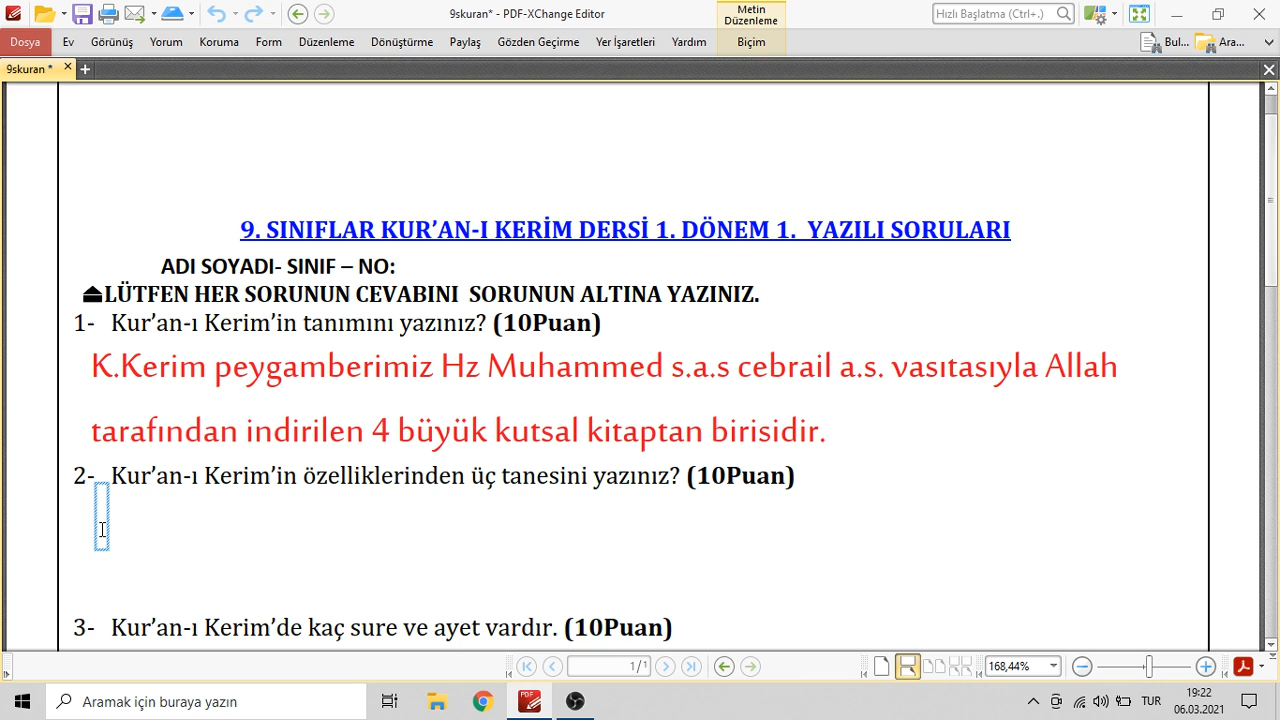 9skuran* - PDF-XChange Editor
Metin Düzenleme
Hızlı Başlatma (Ctrl+.)
Dosya Ev Görünüş Yorum Koruma Form Düzenleme Dönüştürme Paylaş Gözden Geçirme Yer İşaretleri Yardım Biçim Bul... Ara...
9skuran *
9. SINIFLAR KUR’AN-I KERİM DERSİ 1. DÖNEM 1. YAZILI SORULARI
ADI SOYADI- SINIF – NO:
⏏LÜTFEN HER SORUNUN CEVABINI SORUNUN ALTINA YAZINIZ.
1- Kur’an-ı Kerim’in tanımını yazınız? (10Puan)
K.Kerim peygamberimiz Hz Muhammed s.a.s cebrail a.s. vasıtasıyla Allah
tarafından indirilen 4 büyük kutsal kitaptan birisidir.
2- Kur’an-ı Kerim’in özelliklerinden üç tanesini yazınız? (10Puan)
3- Kur’an-ı Kerim’de kaç sure ve ayet vardır. (10Puan)
1/1
168,44%
Aramak için buraya yazın
PDF
TUR
19:22
06.03.2021